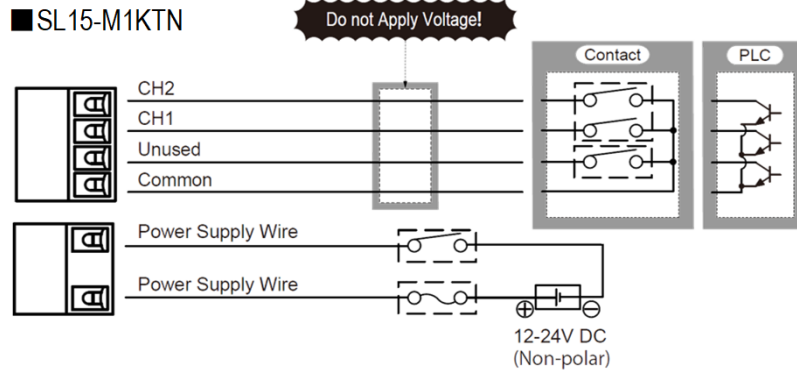 ■SL15-M1KTN
Do not Apply Voltage!
Contact
PLC
CH2
CH1
Unused
Common
Power Supply Wire
Power Supply Wire
12-24V DC
(Non-polar)